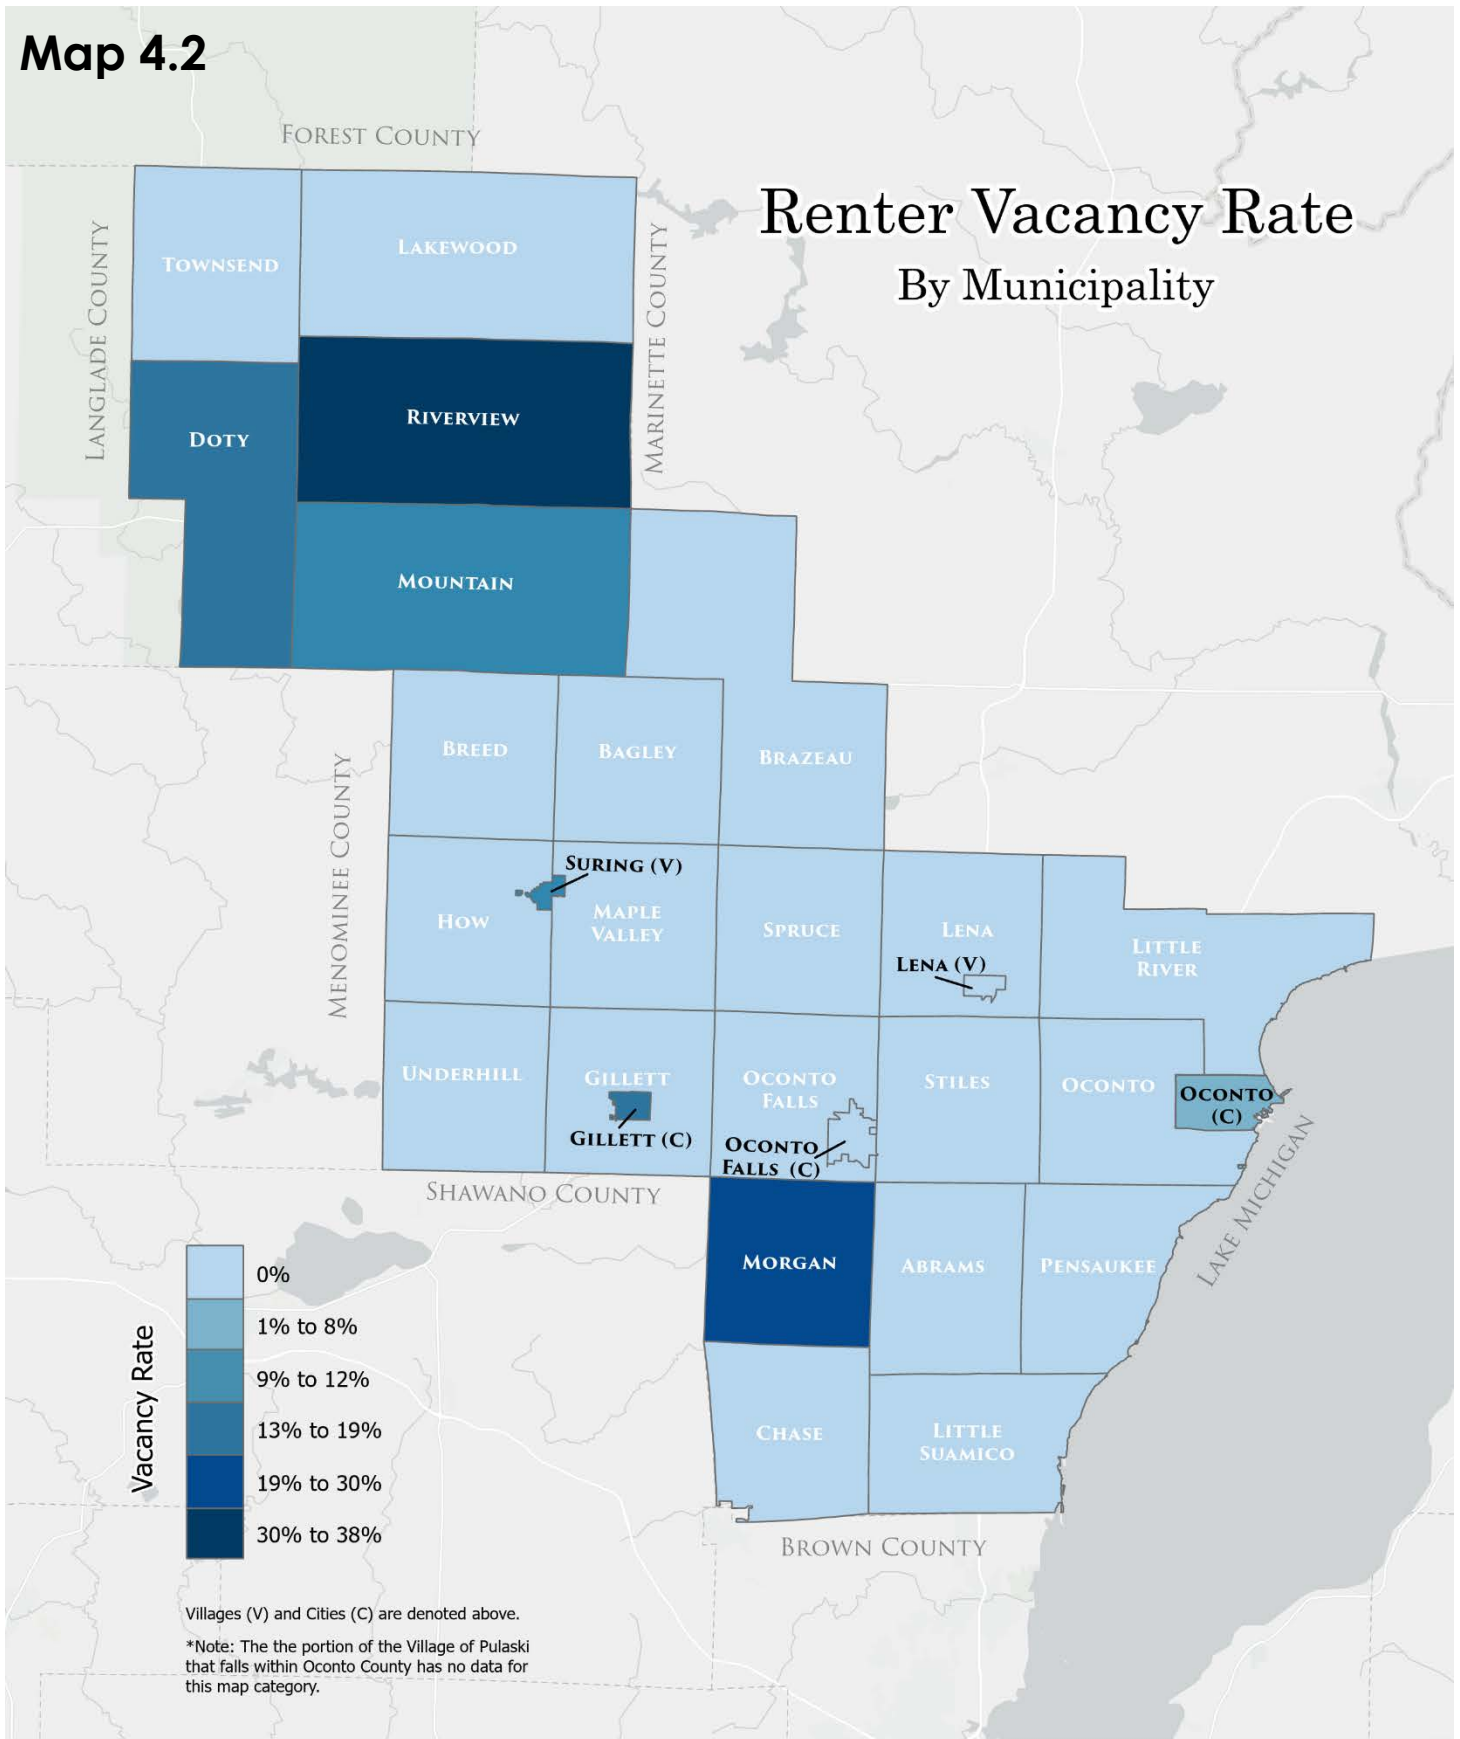 Map 4.2
FOREST COUNTY
Renter Vacancy Rate
By Municipality
LANGLADE COUNTY
MARINETTE COUNTY
TOWNSEND
LAKEWOOD
DOTY
RIVERVIEW
MOUNTAIN
MENOMINEE COUNTY
BREED
BAGLEY
BRAZEAU
SURING (V)
HOW
MAPLE
VALLEY
SPRUCE
LENA
LENA (V)
LITTLE
RIVER
UNDERHILL
GILLETT
GILLETT (C)
OCONTO
FALLS
OCONTO
FALLS (C)
STILES
OCONTO
OCONTO
(C)
SHAWANO COUNTY
LAKE MICHIGAN
MORGAN
ABRAMS
PENSAUKEE
CHASE
LITTLE
SUAMICO
BROWN COUNTY
Vacancy Rate
0%
1% to 8%
9% to 12%
13% to 19%
19% to 30%
30% to 38%
Villages (V) and Cities (C) are denoted above.
*Note: The the portion of the Village of Pulaski
that falls within Oconto County has no data for
this map category.